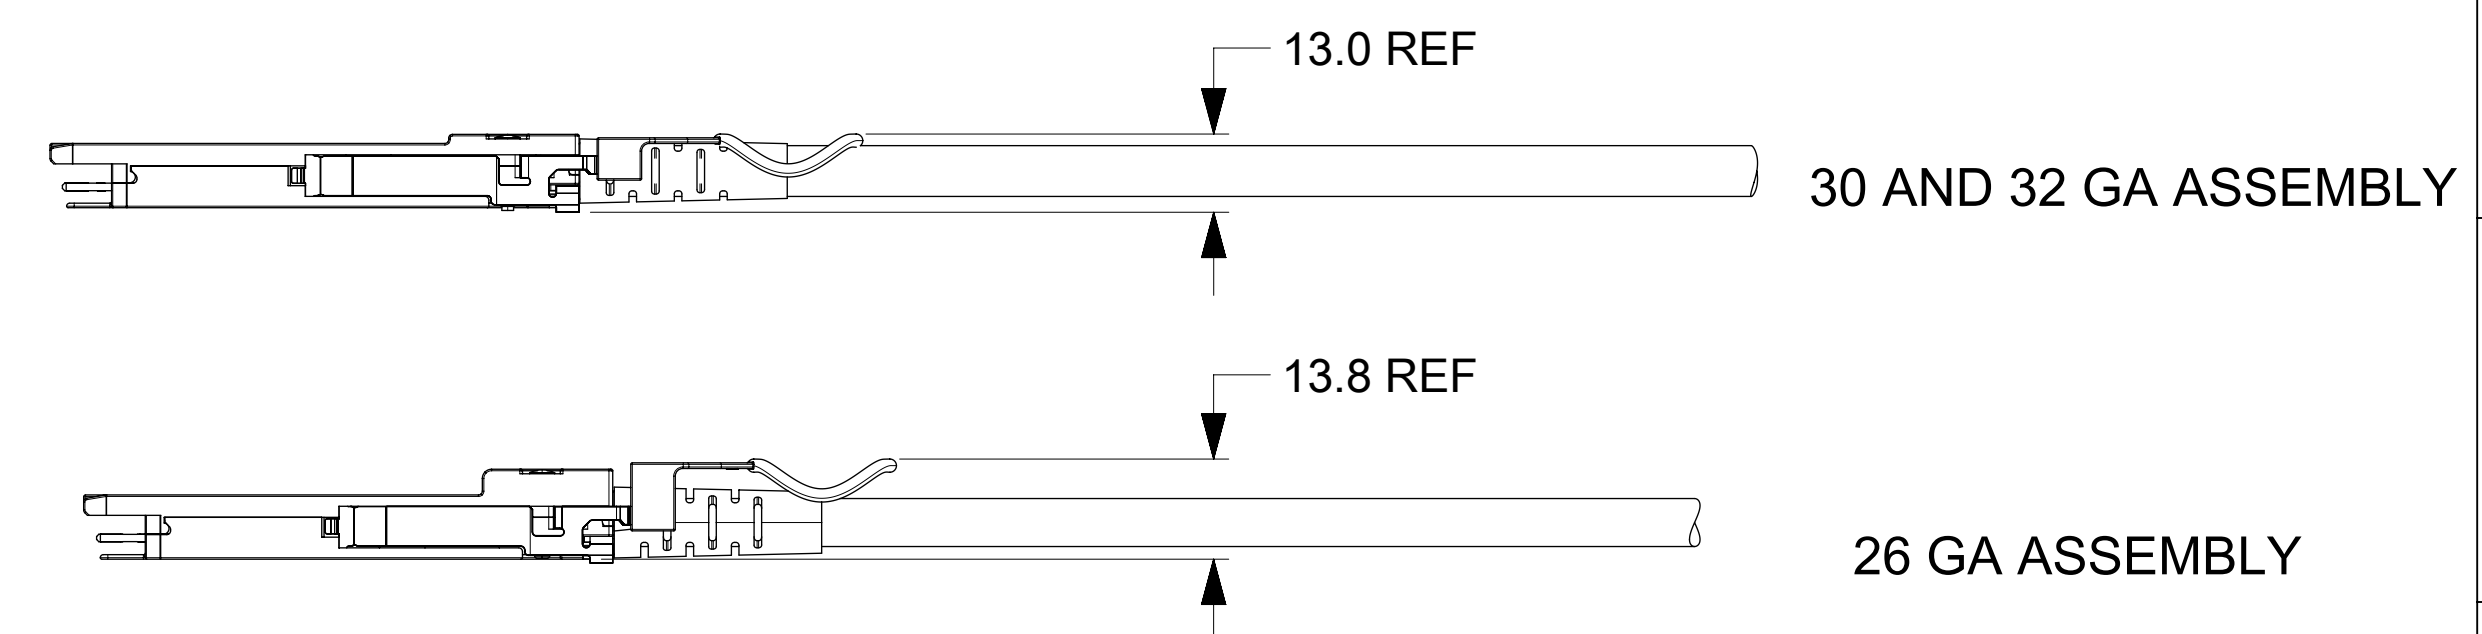 13.0 REF
30 AND 32 GA ASSEMBLY
13.8 REF
26 GA ASSEMBLY